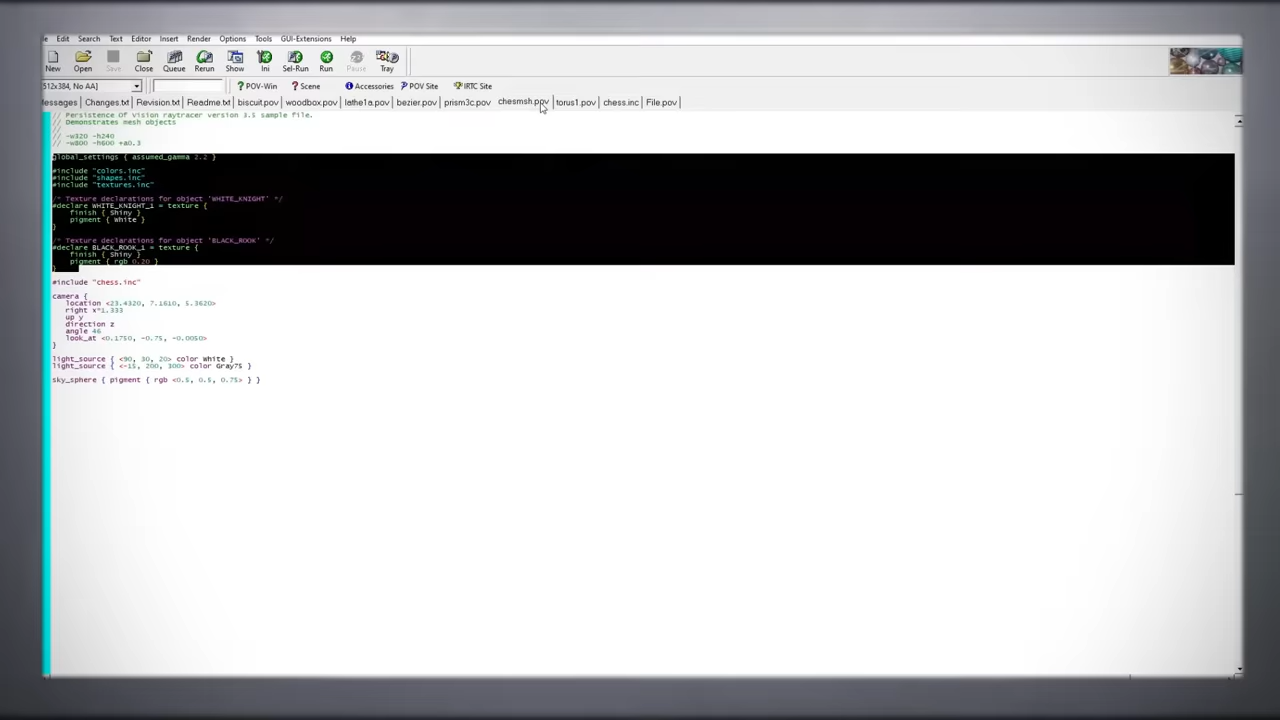 Edit Search Text Editor Insert Render Options Tools GUI-Extensions Help
New Open Save Close Queue Rerun Show Ini Sel-Run Run Pause Tray
512x384, No AA] POV-Win Scene Accessories POV Site IRTC Site
Messages Changes.txt Revision.txt Readme.txt biscuit.pov woodbox.pov lathe1a.pov bezier.pov prism3c.pov chesmsh.pov torus1.pov chess.inc File.pov
// Persistence Of Vision raytracer version 3.5 sample file.
// Demonstrates mesh objects
// -w320 -h240
// -w800 -h600 +a0.3
global_settings { assumed_gamma 2.2 }
#include "colors.inc"
#include "shapes.inc"
#include "textures.inc"
/* Texture declarations for object 'WHITE_KNIGHT' */
#declare WHITE_KNIGHT_1 = texture {
finish { Shiny }
pigment { White }
}
/* Texture declarations for object 'BLACK_ROOK' */
#declare BLACK_ROOK_1 = texture {
finish { Shiny }
pigment { rgb 0.20 }
}
#include "chess.inc"
camera {
location <23.4320, 7.1610, 5.3620>
right x*1.333
up y
direction z
angle 46
look_at <0.1750, -0.75, -0.0050>
}
light_source { <90, 30, 20> color White }
light_source { <-15, 200, 300> color Gray75 }
sky_sphere { pigment { rgb <0.5, 0.5, 0.75> } }